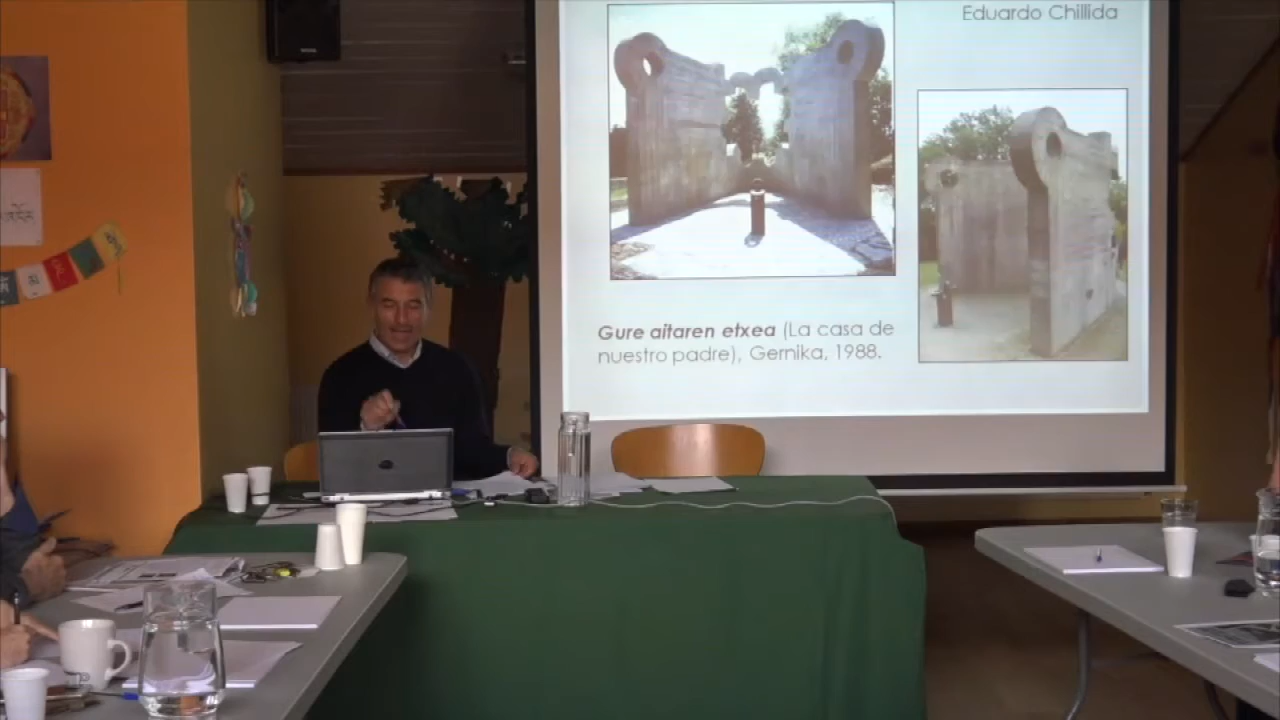 Eduardo Chillida
Gure aitaren etxea (La casa de
nuestro padre), Gernika, 1988.